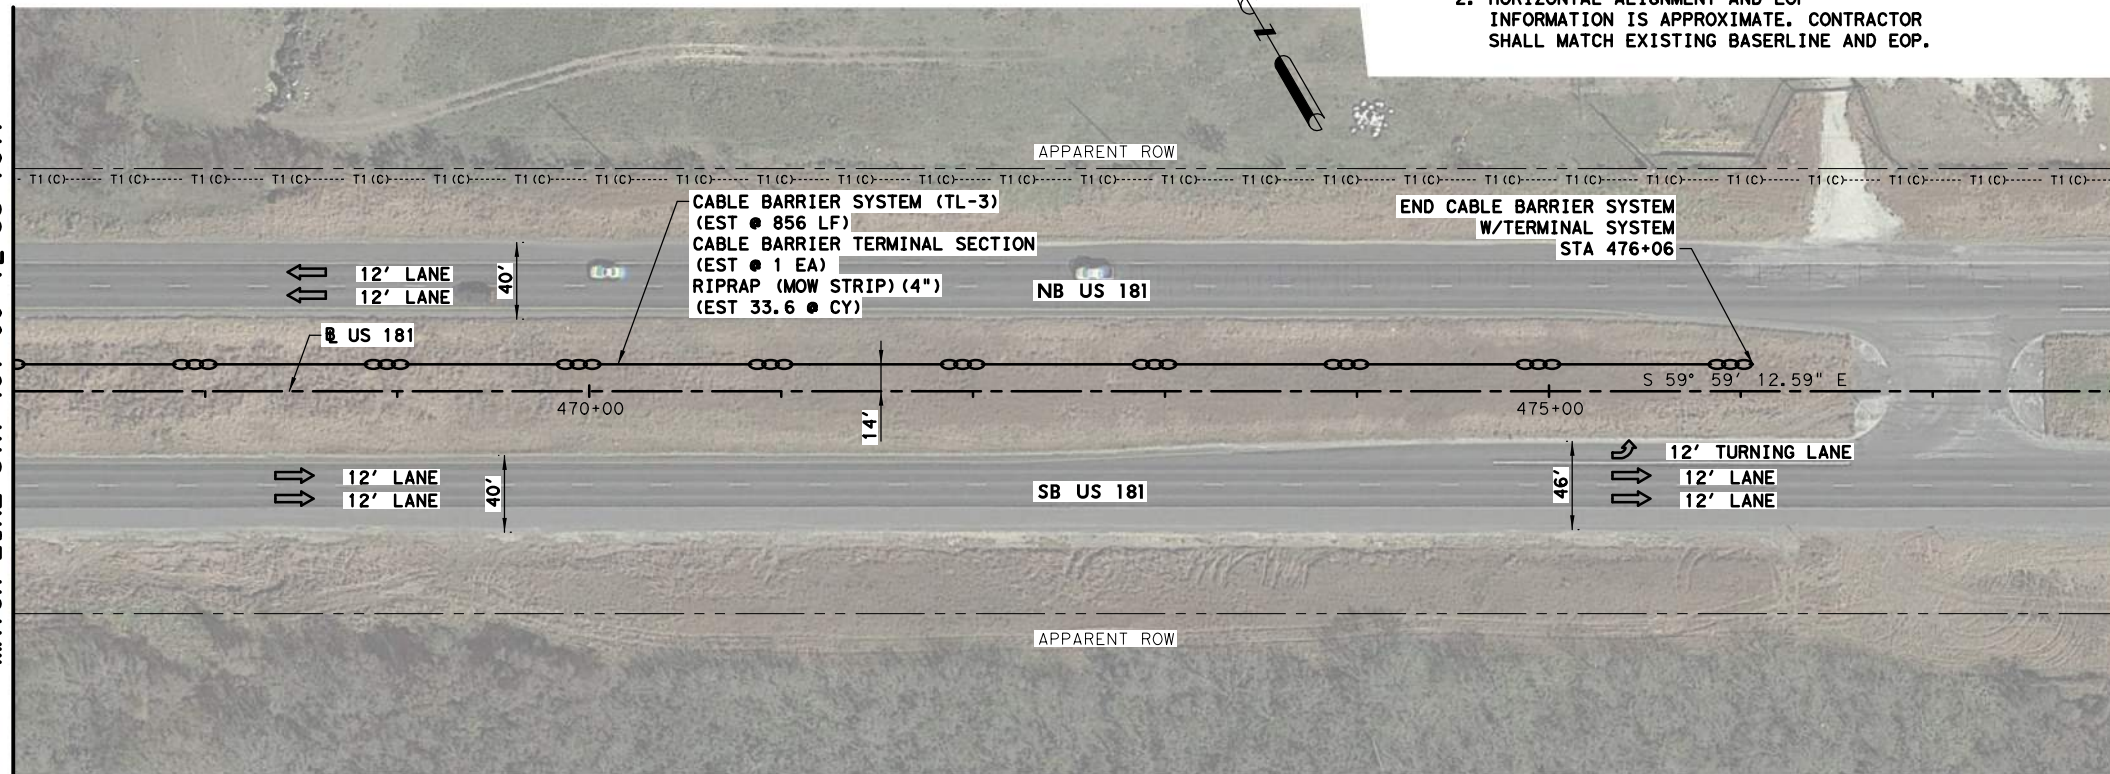 2. HORIZONTAL ALIGNMENT AND EOP
INFORMATION IS APPROXIMATE. CONTRACTOR
SHALL MATCH EXISTING BASERLINE AND EOP.
APPARENT ROW
T1(C) T1(C) T1(C) T1(C) T1(C) T1(C) T1(C) T1(C) T1(C) T1(C) T1(C) T1(C) T1(C) T1(C) T1(C) T1(C) T1(C) T1(C) T1(C) T1(C) T1(C) T1(C) T1(C) T1(C) T1(C) T1(C)
CABLE BARRIER SYSTEM (TL-3)
(EST @ 856 LF)
CABLE BARRIER TERMINAL SECTION
(EST @ 1 EA)
RIPRAP (MOW STRIP)(4")
(EST 33.6 @ CY)
END CABLE BARRIER SYSTEM
W/TERMINAL SYSTEM
STA 476+06
12' LANE
12' LANE
40'
NB US 181
BL US 181
S 59° 59' 12.59" E
470+00
475+00
14'
12' LANE
12' LANE
40'
SB US 181
46'
12' TURNING LANE
12' LANE
12' LANE
APPARENT ROW